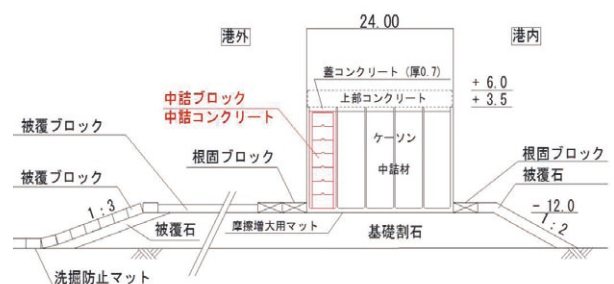 24.00
港外
港内
蓋コンクリート(厚0.7)
+6.0
上部コンクリート
+3.5
中詰ブロック
中詰コンクリート
被覆ブロック
ケーソン
根固ブロック
中詰材
根固ブロック
被覆石
被覆ブロック
1:3
-12.0
1:2
被覆石
摩擦増大用マット
基礎割石
洗掘防止マット